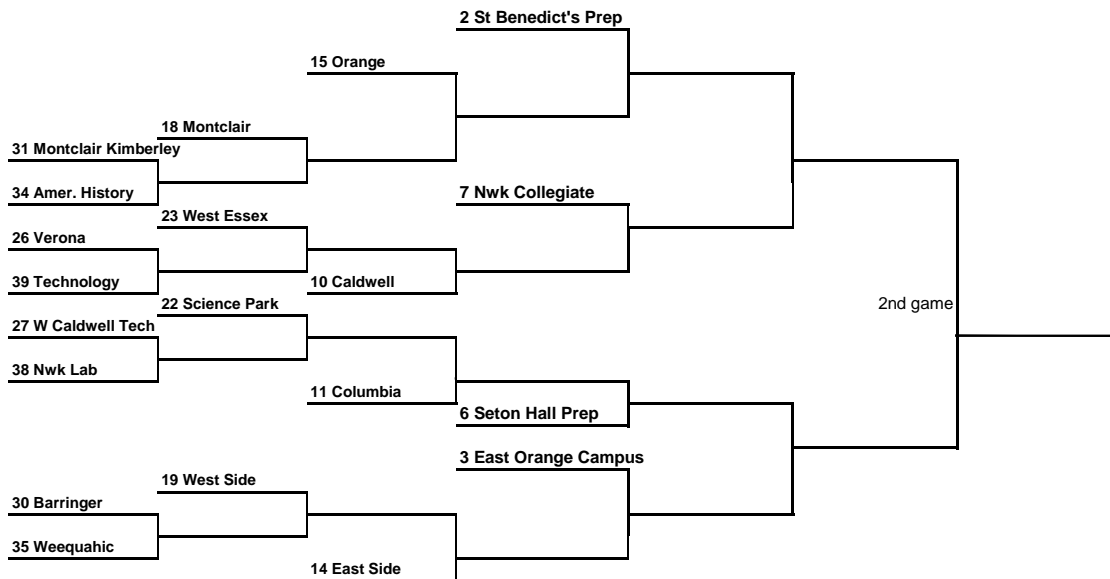 2 St Benedict's Prep
15 Orange
18 Montclair
31 Montclair Kimberley
34 Amer. History
7 Nwk Collegiate
23 West Essex
26 Verona
39 Technology
10 Caldwell
22 Science Park
2nd game
27 W Caldwell Tech
38 Nwk Lab
11 Columbia
6 Seton Hall Prep
3 East Orange Campus
19 West Side
30 Barringer
35 Weequahic
14 East Side